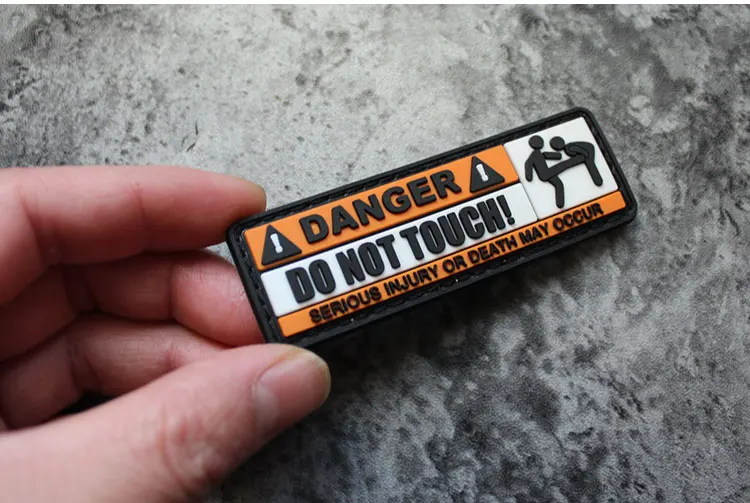 DANGER
DO NOT TOUCH!
SERIOUS INJURY OR DEATH MAY OCCUR